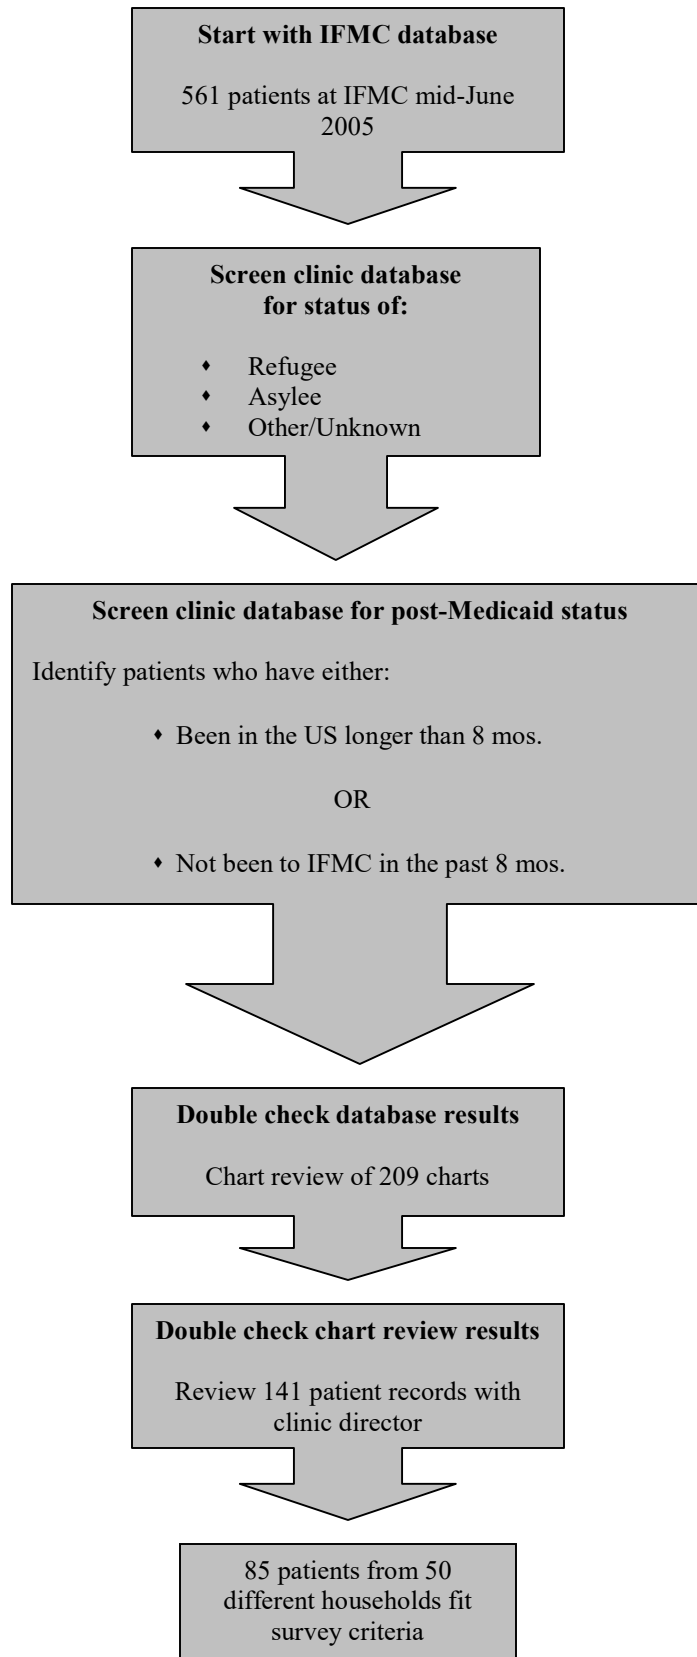 Start with IFMC database
561 patients at IFMC mid-June
2005
Screen clinic database
for status of:
♦ Refugee
♦ Asylee
♦ Other/Unknown
Screen clinic database for post-Medicaid status
Identify patients who have either:
♦ Been in the US longer than 8 mos.
OR
♦ Not been to IFMC in the past 8 mos.
Double check database results
Chart review of 209 charts
Double check chart review results
Review 141 patient records with
clinic director
85 patients from 50
different households fit
survey criteria